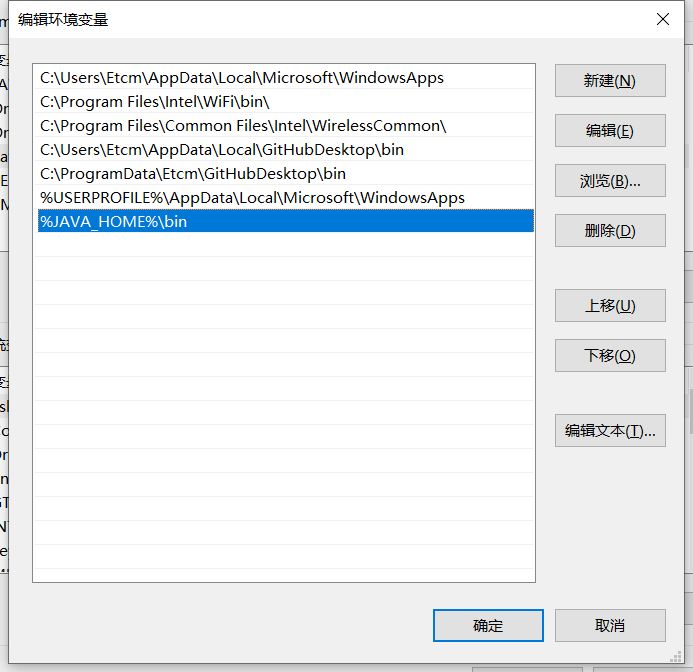 编辑环境变量
C:\Users\Etcm\AppData\Local\Microsoft\WindowsApps
C:\Program Files\Intel\WiFi\bin\
C:\Program Files\Common Files\Intel\WirelessCommon\
C:\Users\Etcm\AppData\Local\GitHubDesktop\bin
C:\ProgramData\Etcm\GitHubDesktop\bin
%USERPROFILE%\AppData\Local\Microsoft\WindowsApps
%JAVA_HOME%\bin
新建(N)
编辑(E)
浏览(B)...
删除(D)
上移(U)
下移(O)
编辑文本(T)...
确定
取消